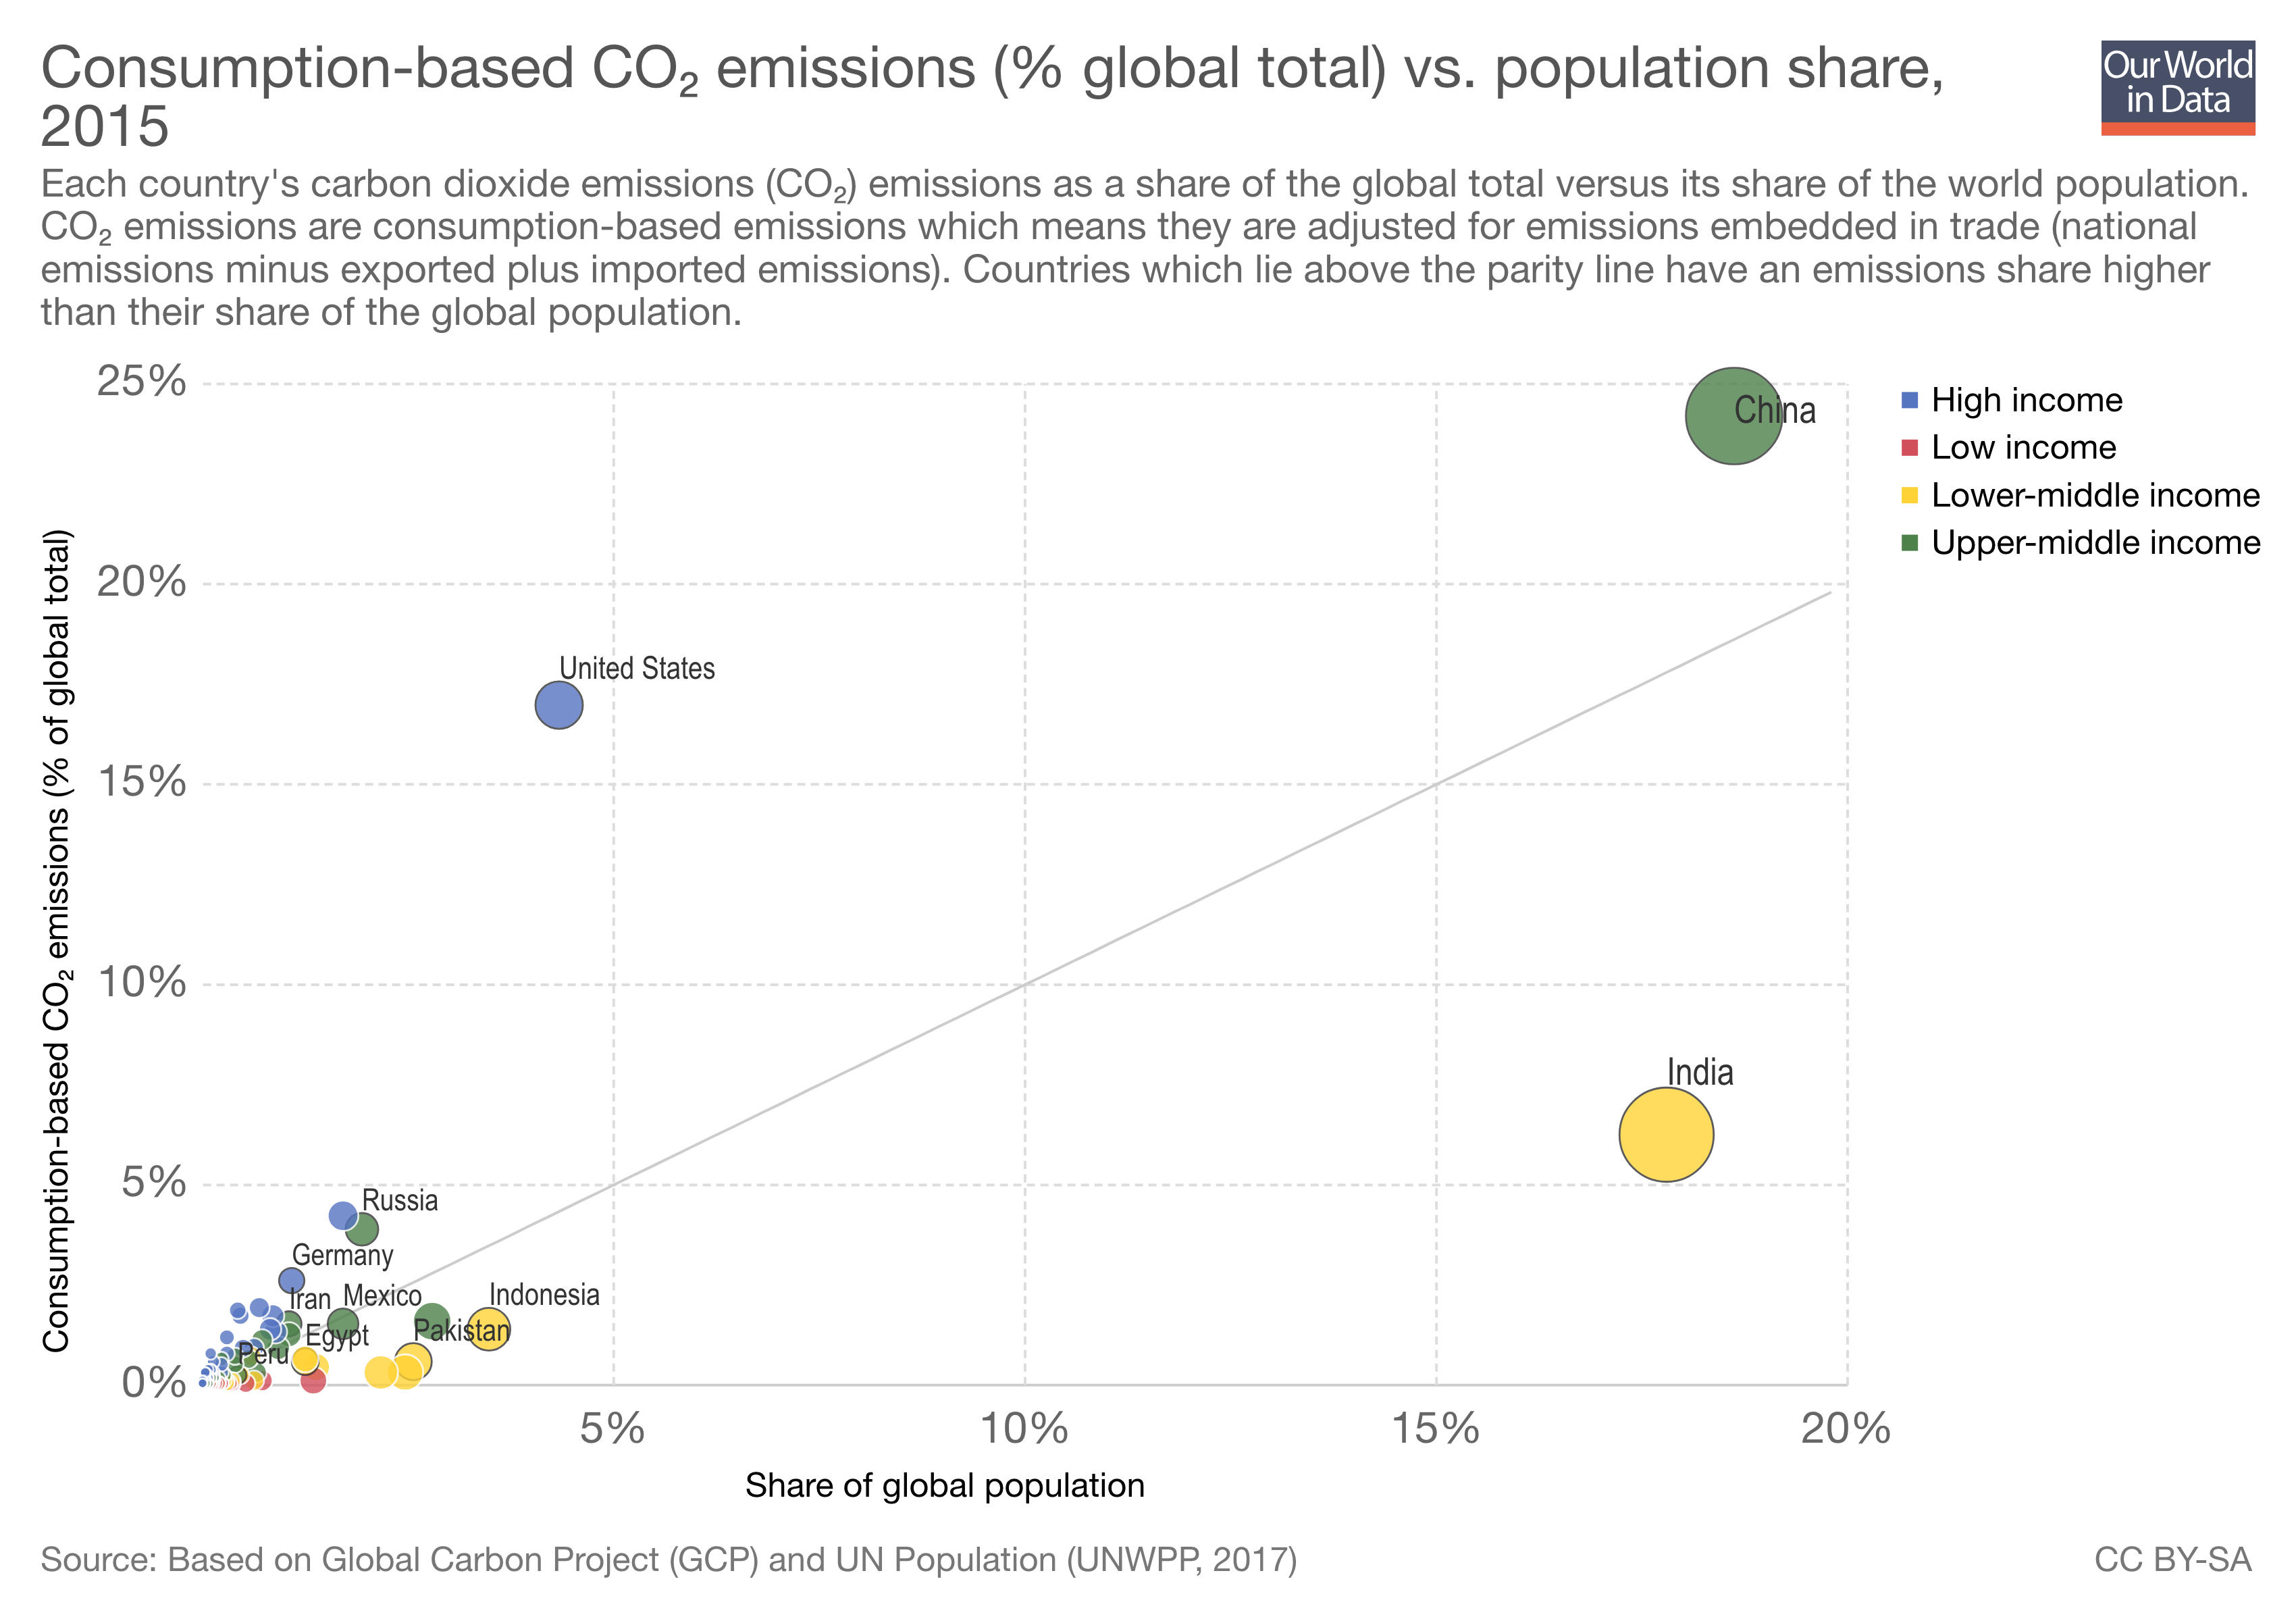 Consumption-based CO₂ emissions (% global total) vs. population share,
2015
Our World
in Data
Each country's carbon dioxide emissions (CO₂) emissions as a share of the global total versus its share of the world population.
CO₂ emissions are consumption-based emissions which means they are adjusted for emissions embedded in trade (national
emissions minus exported plus imported emissions). Countries which lie above the parity line have an emissions share higher
than their share of the global population.
25%
20%
15%
10%
5%
0%
Consumption-based CO₂ emissions (% of global total)
China
United States
India
Russia
Germany
Iran
Mexico
Indonesia
Egypt
Pakistan
Peru
High income
Low income
Lower-middle income
Upper-middle income
5%
10%
15%
20%
Share of global population
Source: Based on Global Carbon Project (GCP) and UN Population (UNWPP, 2017)
CC BY-SA